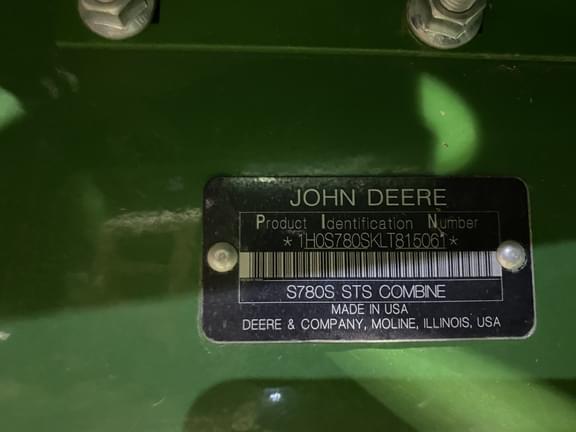 JOHN DEERE
Product Identification Number
*1H0S780SKLT815061*
S780S STS COMBINE
MADE IN USA
DEERE & COMPANY, MOLINE, ILLINOIS, USA